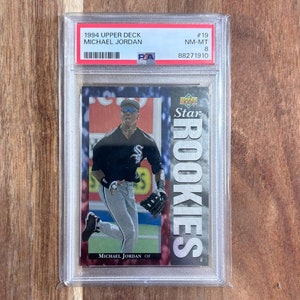 1994 UPPER DECK #19
MICHAEL JORDAN NM-MT
8
PSA 88271910
Star
ROOKIES
MICHAEL JORDAN OF